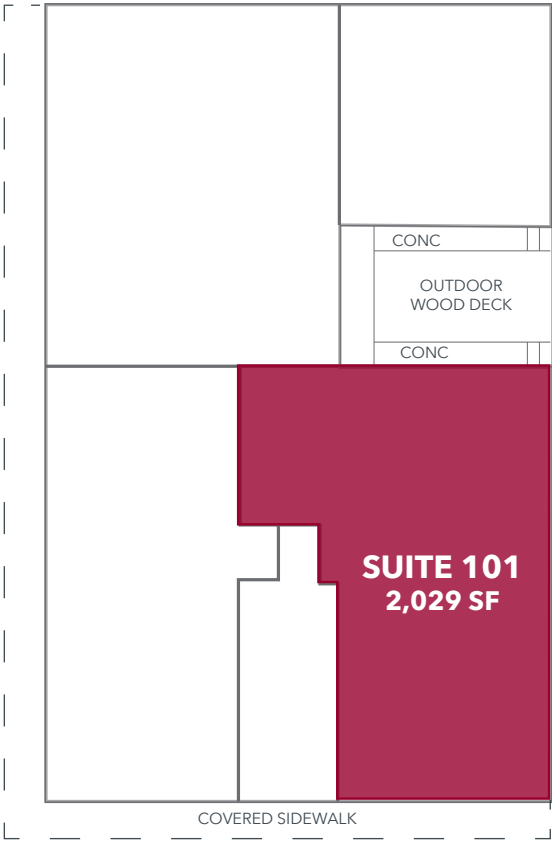 CONC
OUTDOOR
WOOD DECK
CONC
SUITE 101
2,029 SF
COVERED SIDEWALK